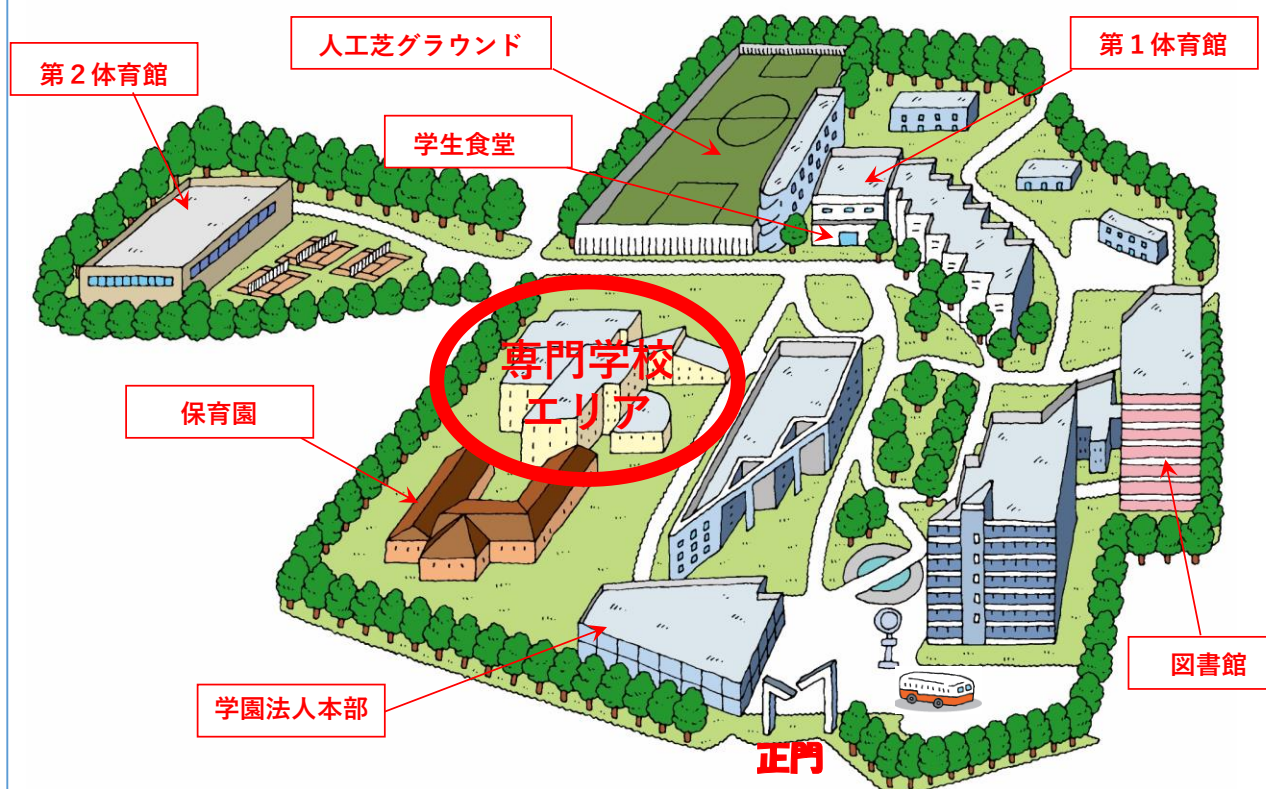 人工芝グラウンド
第１体育館
第２体育館
学生食堂
専門学校
エリア
保育園
図書館
学園法人本部
正門